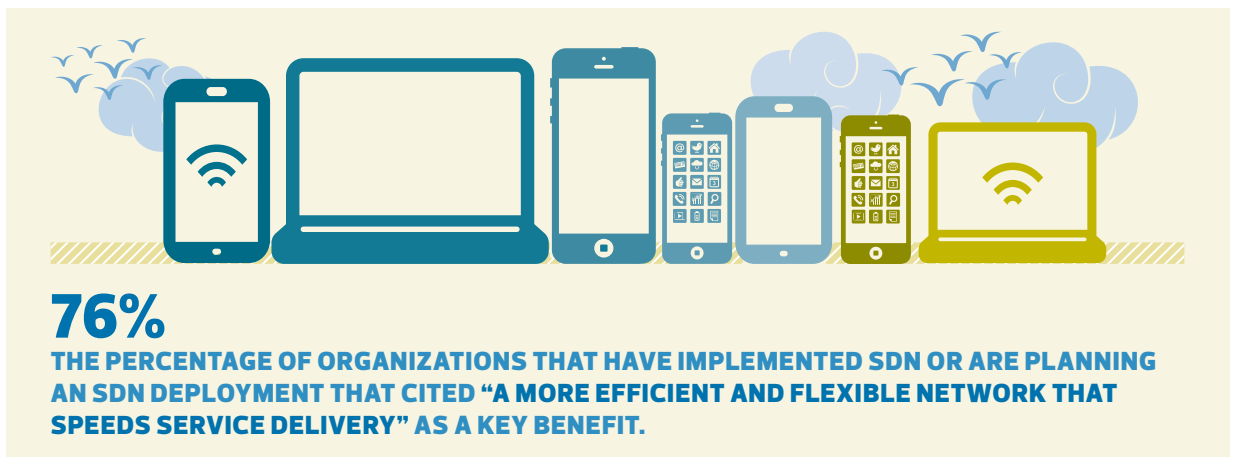 76%
THE PERCENTAGE OF ORGANIZATIONS THAT HAVE IMPLEMENTED SDN OR ARE PLANNING
AN SDN DEPLOYMENT THAT CITED “A MORE EFFICIENT AND FLEXIBLE NETWORK THAT
SPEEDS SERVICE DELIVERY” AS A KEY BENEFIT.